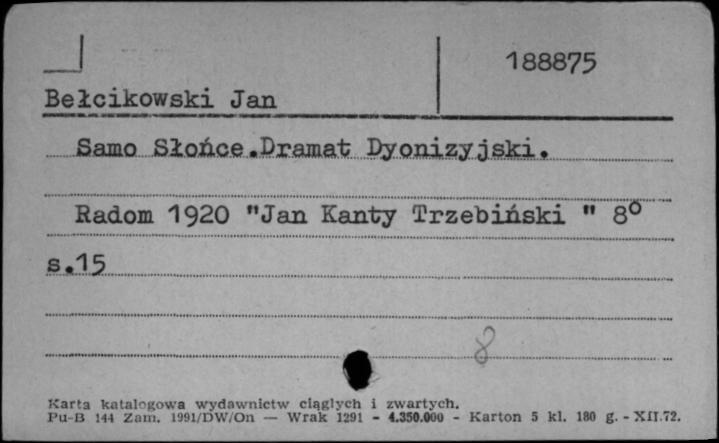 188875
Bełcikowski Jan
Samo Słońce.Dramat Dyonizyjski.
Radom 1920 "Jan Kanty Trzebiński " 8°
s.15
8
Karta katalogowa wydawnictw ciągłych i zwartych.
Pu-B 144 Zam. 1991/DW/On — Wrak 1291 - 4.350.000 - Karton 5 kl. 180 g. - XII.72.